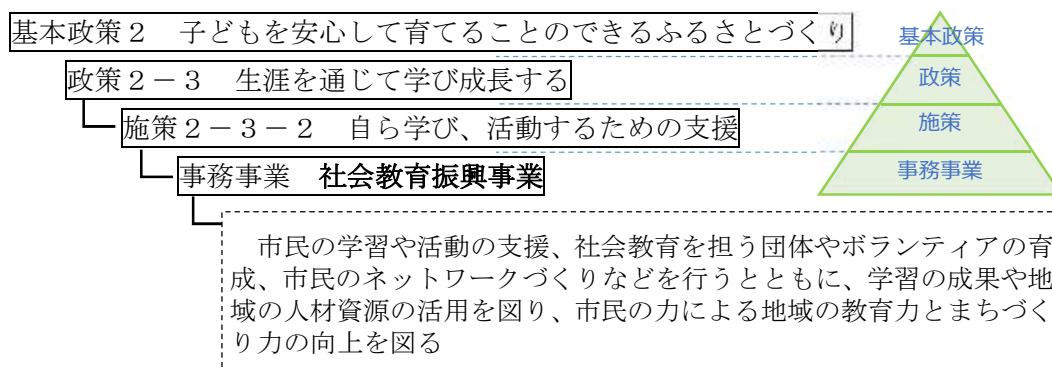 基本政策２　子どもを安心して育てることのできるふるさとづくり
政策２－３　生涯を通じて学び成長する
施策２－３－２　自ら学び、活動するための支援
事務事業　社会教育振興事業
市民の学習や活動の支援、社会教育を担う団体やボランティアの育
成、市民のネットワークづくりなどを行うとともに、学習の成果や地
域の人材資源の活用を図り、市民の力による地域の教育力とまちづく
り力の向上を図る
基本政策
政策
施策
事務事業